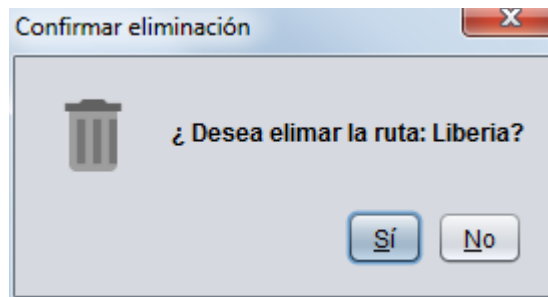 Confirmar eliminación
¿ Desea elimar la ruta: Liberia?
Sí
No